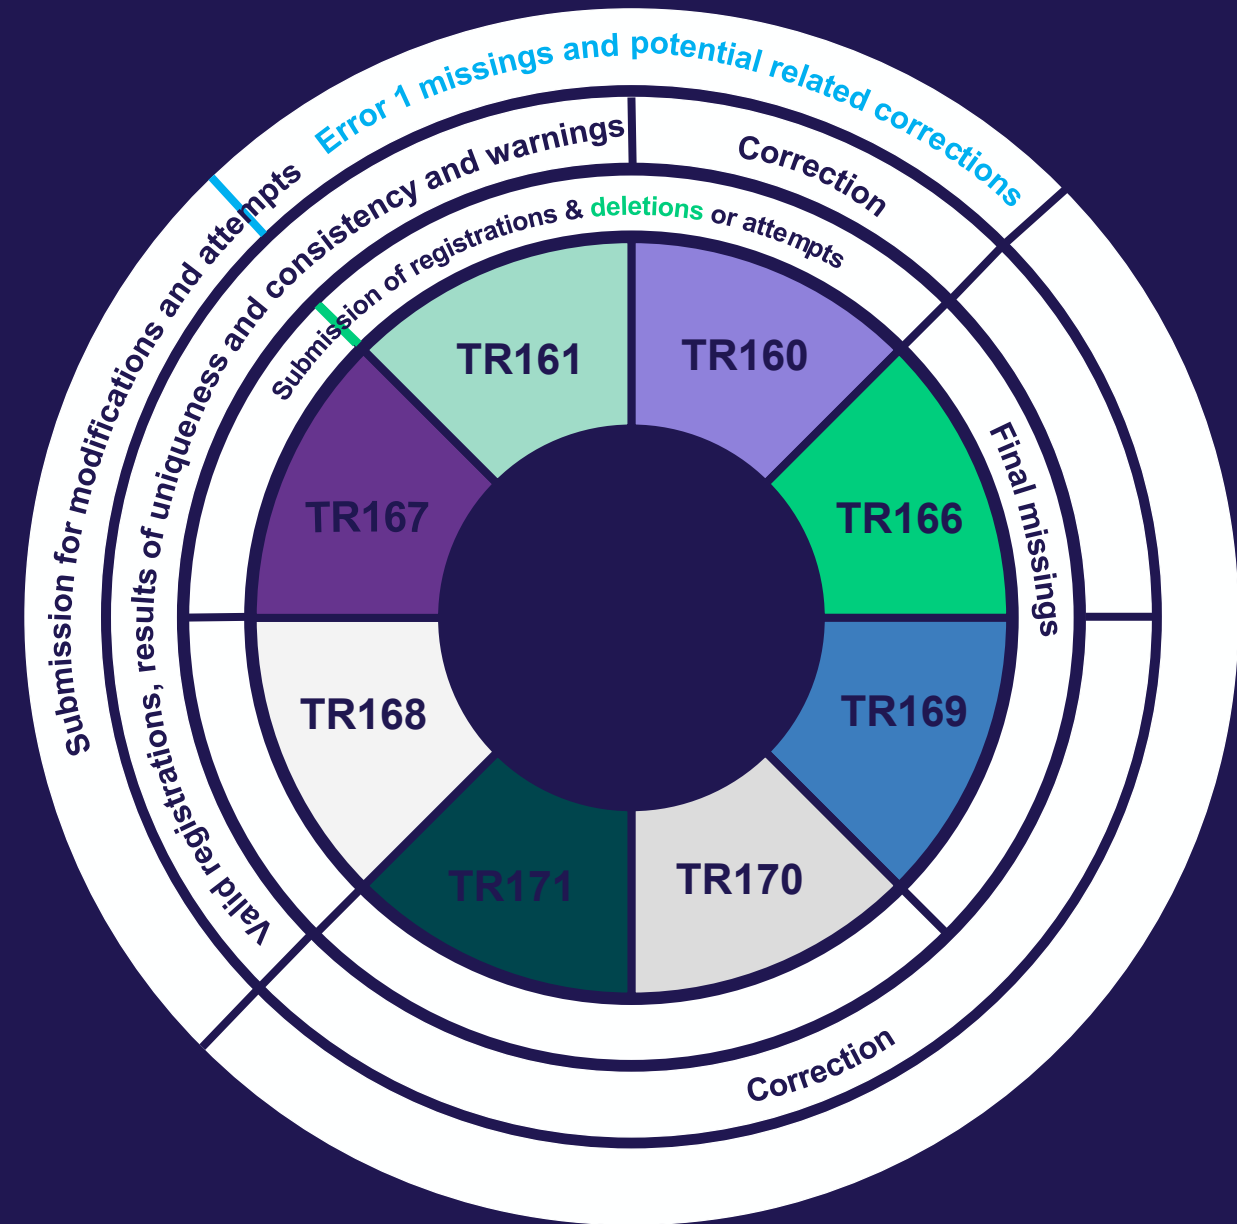 Error 1 missings and potential related corrections
Submission for modifications and attempts
Valid registrations, results of uniqueness and consistency and warnings
Correction
Submission of registrations & deletions or attempts
Final missings
Correction
TR161
TR160
TR167
TR166
TR168
TR169
TR171
TR170